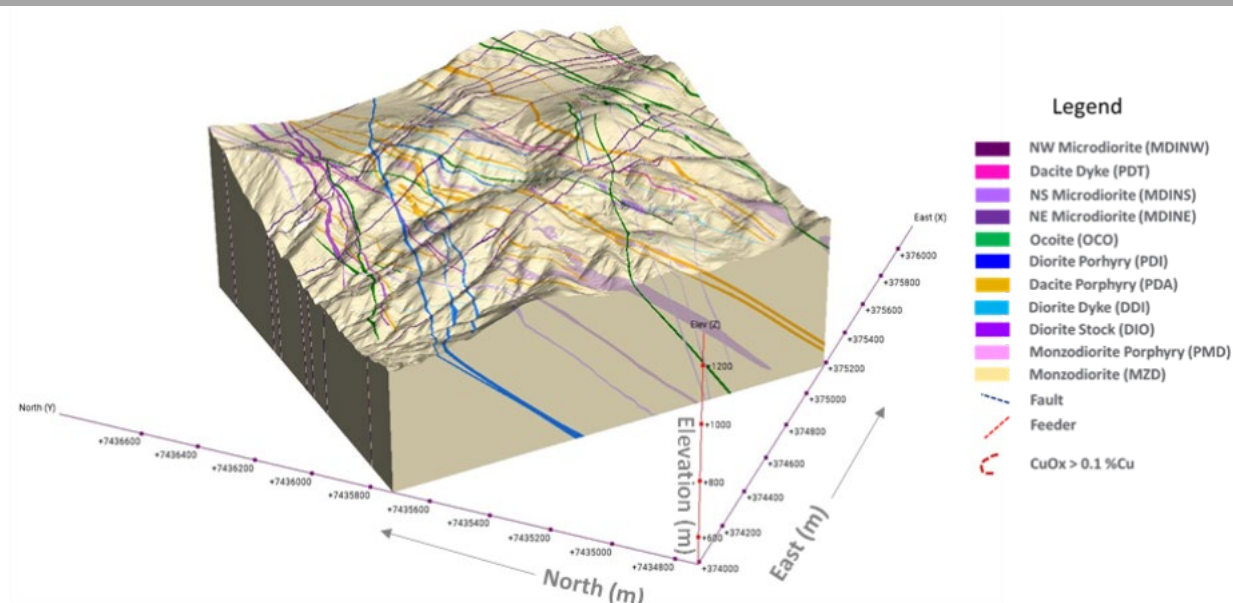 Legend
NW Microdiorite (MDINW)
Dacite Dyke (PDT)
NS Microdiorite (MDINS)
NE Microdiorite (MDINE)
Ocoite (OCO)
Diorite Porhyry (PDI)
Dacite Porphyry (PDA)
Diorite Dyke (DDI)
Diorite Stock (DIO)
Monzodiorite Porphyry (PMD)
Monzodiorite (MZD)
Fault
Feeder
CuOx > 0.1 %Cu
East (X)
+376000
+375800
+375600
+375400
+375200
+375000
+374800
+374600
+374400
+374200
+374000
East (m)
Elev (Z)
+1200
+1000
+800
+600
Elevation (m)
North (Y)
+7436600
+7436400
+7436200
+7436000
+7435800
+7435600
+7435400
+7435200
+7435000
+7434800
North (m)